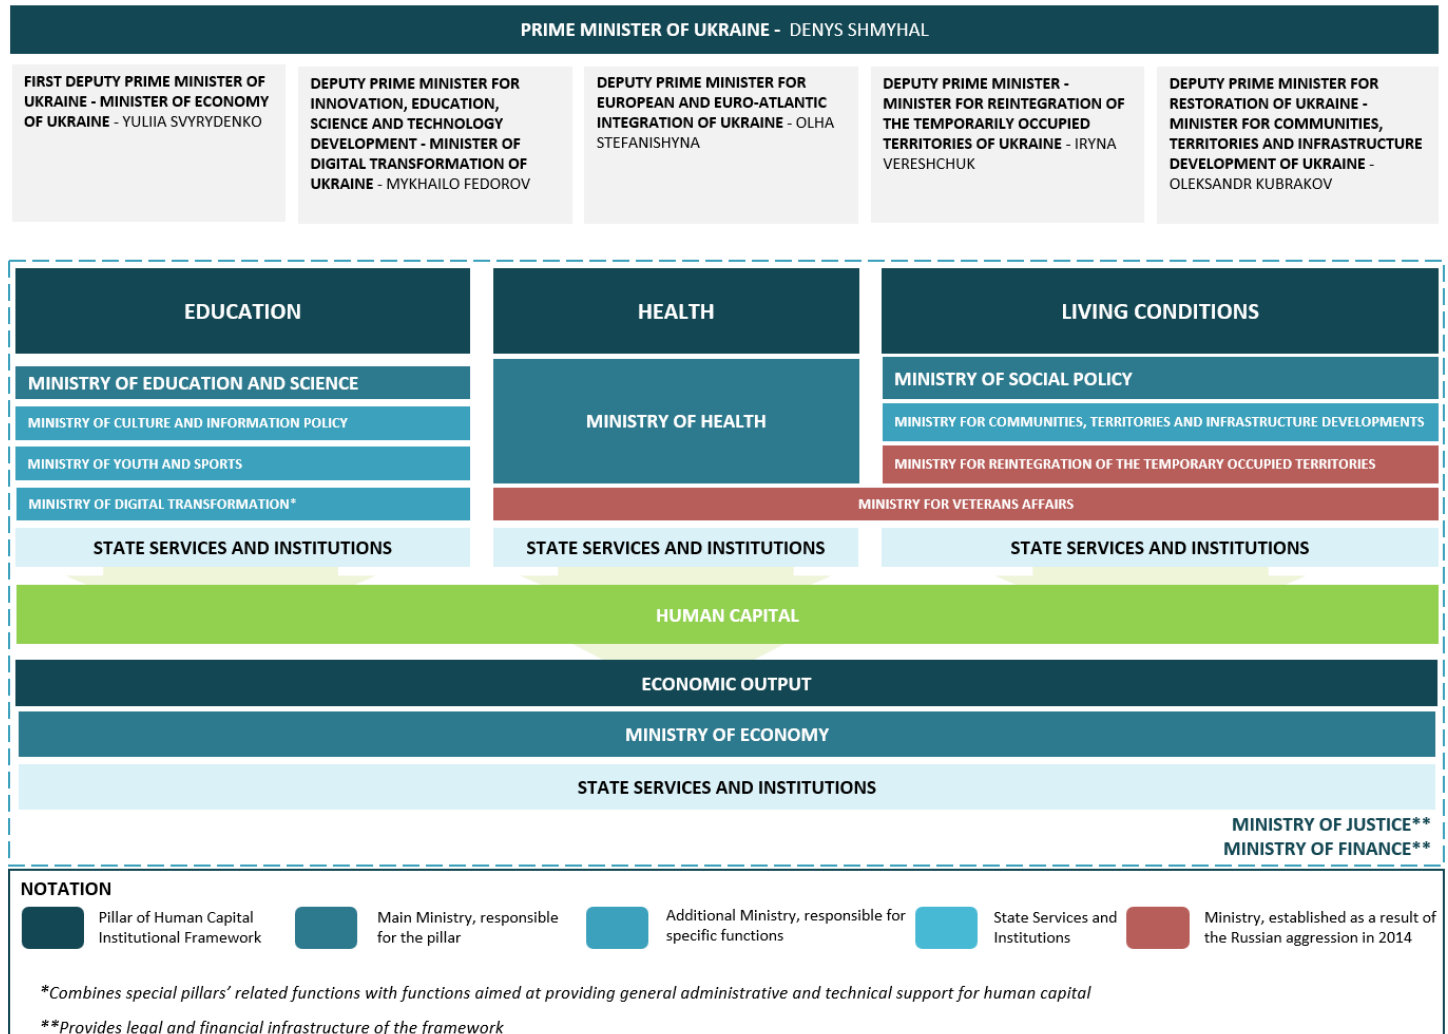 PRIME MINISTER OF UKRAINE - DENYS SHMYHAL
FIRST DEPUTY PRIME MINISTER OF
UKRAINE - MINISTER OF ECONOMY
OF UKRAINE - YULIIA SVYRYDENKO
DEPUTY PRIME MINISTER FOR
INNOVATION, EDUCATION,
SCIENCE AND TECHNOLOGY
DEVELOPMENT - MINISTER OF
DIGITAL TRANSFORMATION OF
UKRAINE - MYKHAILO FEDOROV
DEPUTY PRIME MINISTER FOR
EUROPEAN AND EURO-ATLANTIC
INTEGRATION OF UKRAINE - OLHA
STEFANISHYNA
DEPUTY PRIME MINISTER -
MINISTER FOR REINTEGRATION OF
THE TEMPORARILY OCCUPIED
TERRITORIES OF UKRAINE - IRYNA
VERESHCHUK
DEPUTY PRIME MINISTER FOR
RESTORATION OF UKRAINE -
MINISTER FOR COMMUNITIES,
TERRITORIES AND INFRASTRUCTURE
DEVELOPMENT OF UKRAINE -
OLEKSANDR KUBRAKOV
EDUCATION
MINISTRY OF EDUCATION AND SCIENCE
MINISTRY OF CULTURE AND INFORMATION POLICY
MINISTRY OF YOUTH AND SPORTS
MINISTRY OF DIGITAL TRANSFORMATION*
STATE SERVICES AND INSTITUTIONS
HEALTH
MINISTRY OF HEALTH
LIVING CONDITIONS
MINISTRY OF SOCIAL POLICY
MINISTRY FOR COMMUNITIES, TERRITORIES AND INFRASTRUCTURE DEVELOPMENTS
MINISTRY FOR REINTEGRATION OF THE TEMPORARY OCCUPIED TERRITORIES
MINISTRY FOR VETERANS AFFAIRS
STATE SERVICES AND INSTITUTIONS
STATE SERVICES AND INSTITUTIONS
HUMAN CAPITAL
ECONOMIC OUTPUT
MINISTRY OF ECONOMY
STATE SERVICES AND INSTITUTIONS
MINISTRY OF JUSTICE**
MINISTRY OF FINANCE**
NOTATION
Pillar of Human Capital
Institutional Framework
Main Ministry, responsible
for the pillar
Additional Ministry, responsible for
specific functions
State Services and
Institutions
Ministry, established as a result of
the Russian aggression in 2014
*Combines special pillars' related functions with functions aimed at providing general administrative and technical support for human capital
**Provides legal and financial infrastructure of the framework